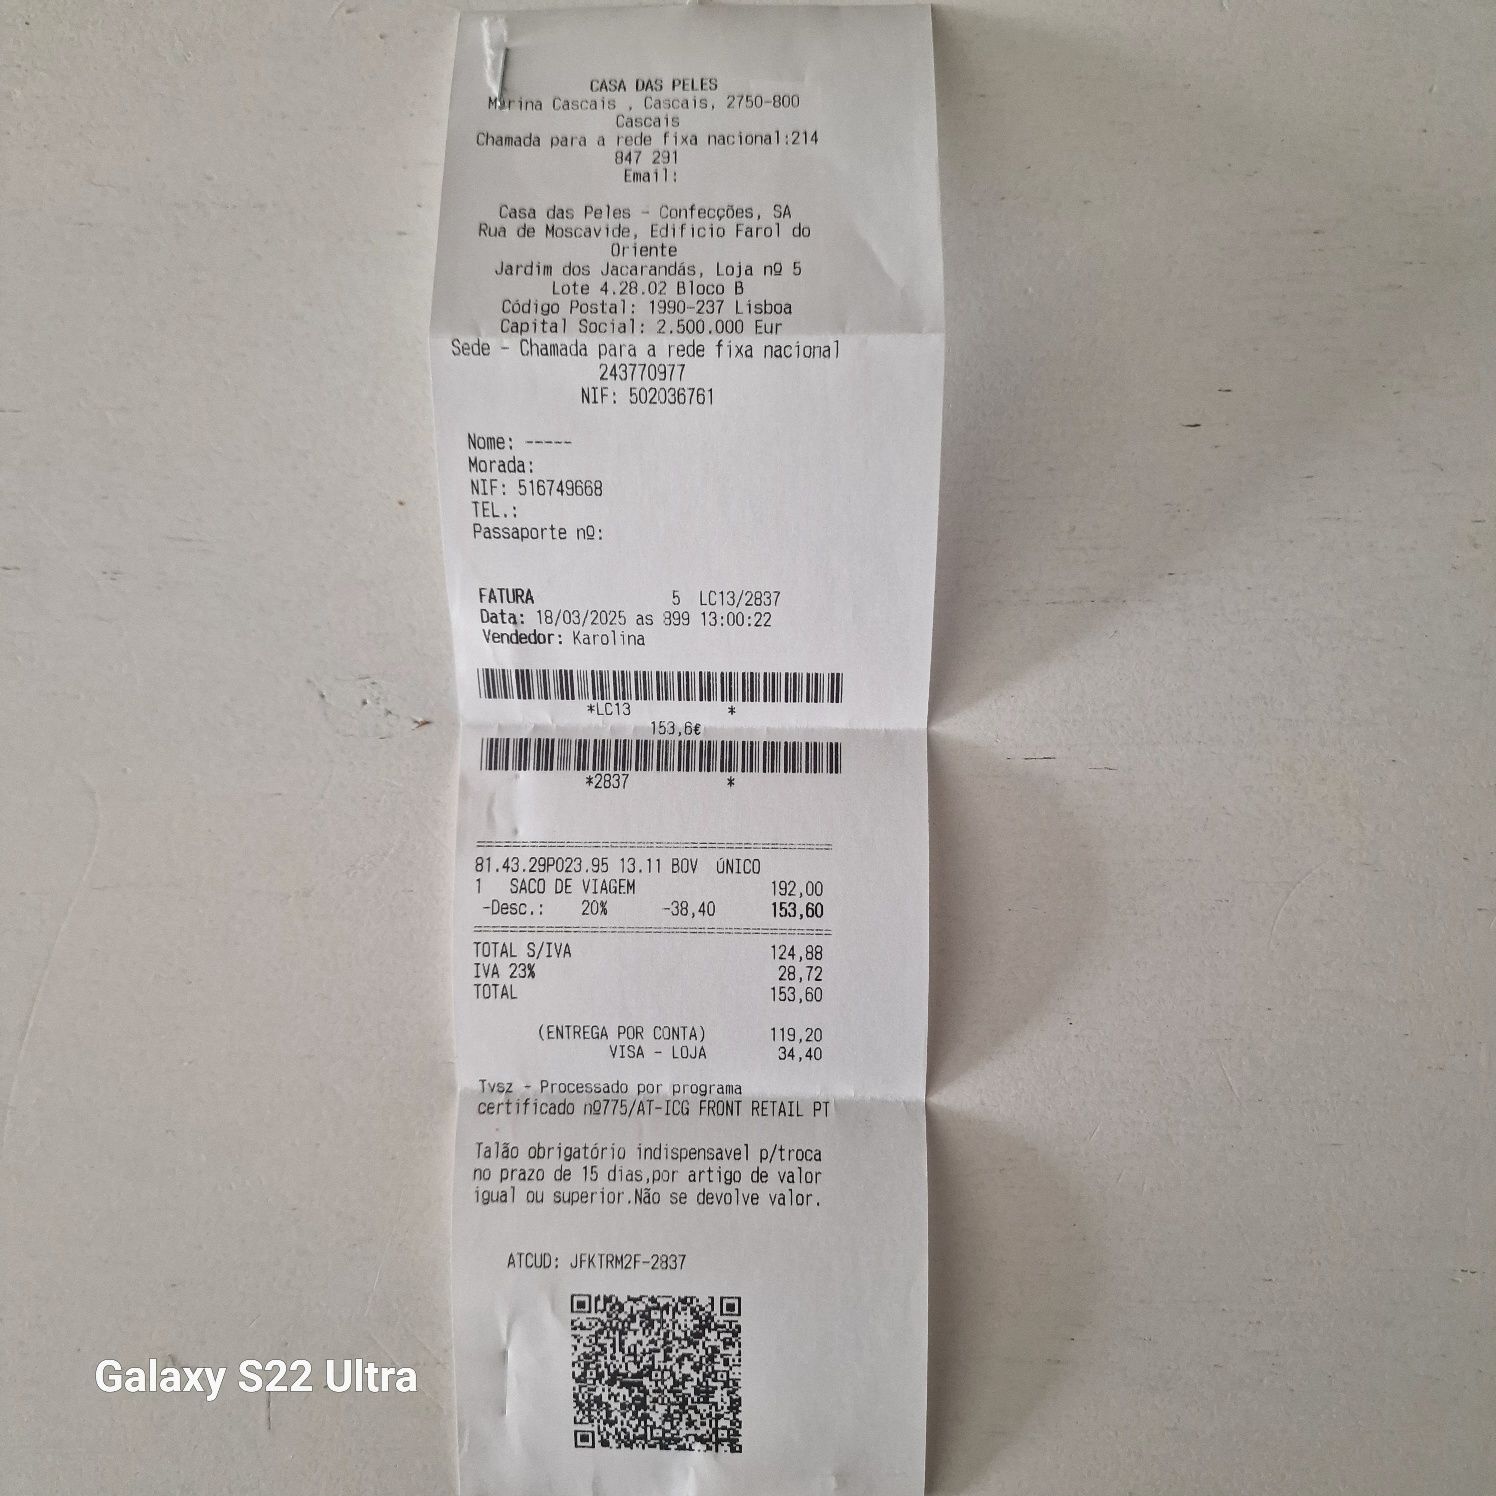 CASA DAS PELES
Marina Cascais , Cascais, 2750-800
Cascais
Chamada para a rede fixa nacional:214
847 291
Email:
Casa das Peles - Confecções, SA
Rua de Moscavide, Edificio Farol do
Oriente
Jardim dos Jacarandás, Loja nº 5
Lote 4.28.02 Bloco B
Código Postal: 1990-237 Lisboa
Capital Social: 2.500.000 Eur
Sede - Chamada para a rede fixa nacional
243770977
NIF: 502036761
Nome: -----
Morada:
NIF: 516749668
TEL.:
Passaporte nº:
FATURA 5 LC13/2837
Data: 18/03/2025 as 899 13:00:22
Vendedor: Karolina
*LC13 *
153,6€
*2837 *
81.43.29P023.95 13.11 BOV ÚNICO
1 SACO DE VIAGEM 192,00
-Desc.: 20% -38,40 153,60
TOTAL S/IVA 124,88
IVA 23% 28,72
TOTAL 153,60
(ENTREGA POR CONTA) 119,20
VISA - LOJA 34,40
Tvsz - Processado por programa
certificado nº775/AT-ICG FRONT RETAIL PT
Talão obrigatório indispensavel p/troca
no prazo de 15 dias,por artigo de valor
igual ou superior.Não se devolve valor.
ATCUD: JFKTRM2F-2837
Galaxy S22 Ultra